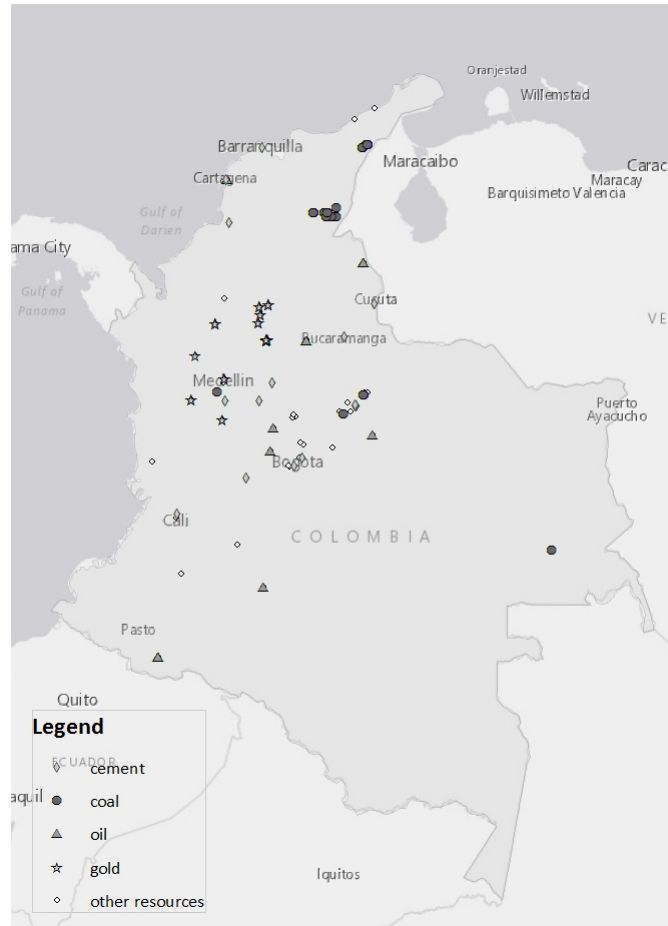 Oranjestad
Willemstad
Barranquilla
Maracaibo
Carac
Cartagena
Maracay
Barquisimeto Valencia
Gulf of
Darien
ama City
Gulf of
Panama
Cucuta
VE
Bucaramanga
Medellin
Puerto
Ayacucho
Bogota
Cali
COLOMBIA
Pasto
Quito
Legend
ECUADOR
cement
aquil
coal
oil
gold
Iquitos
other resources